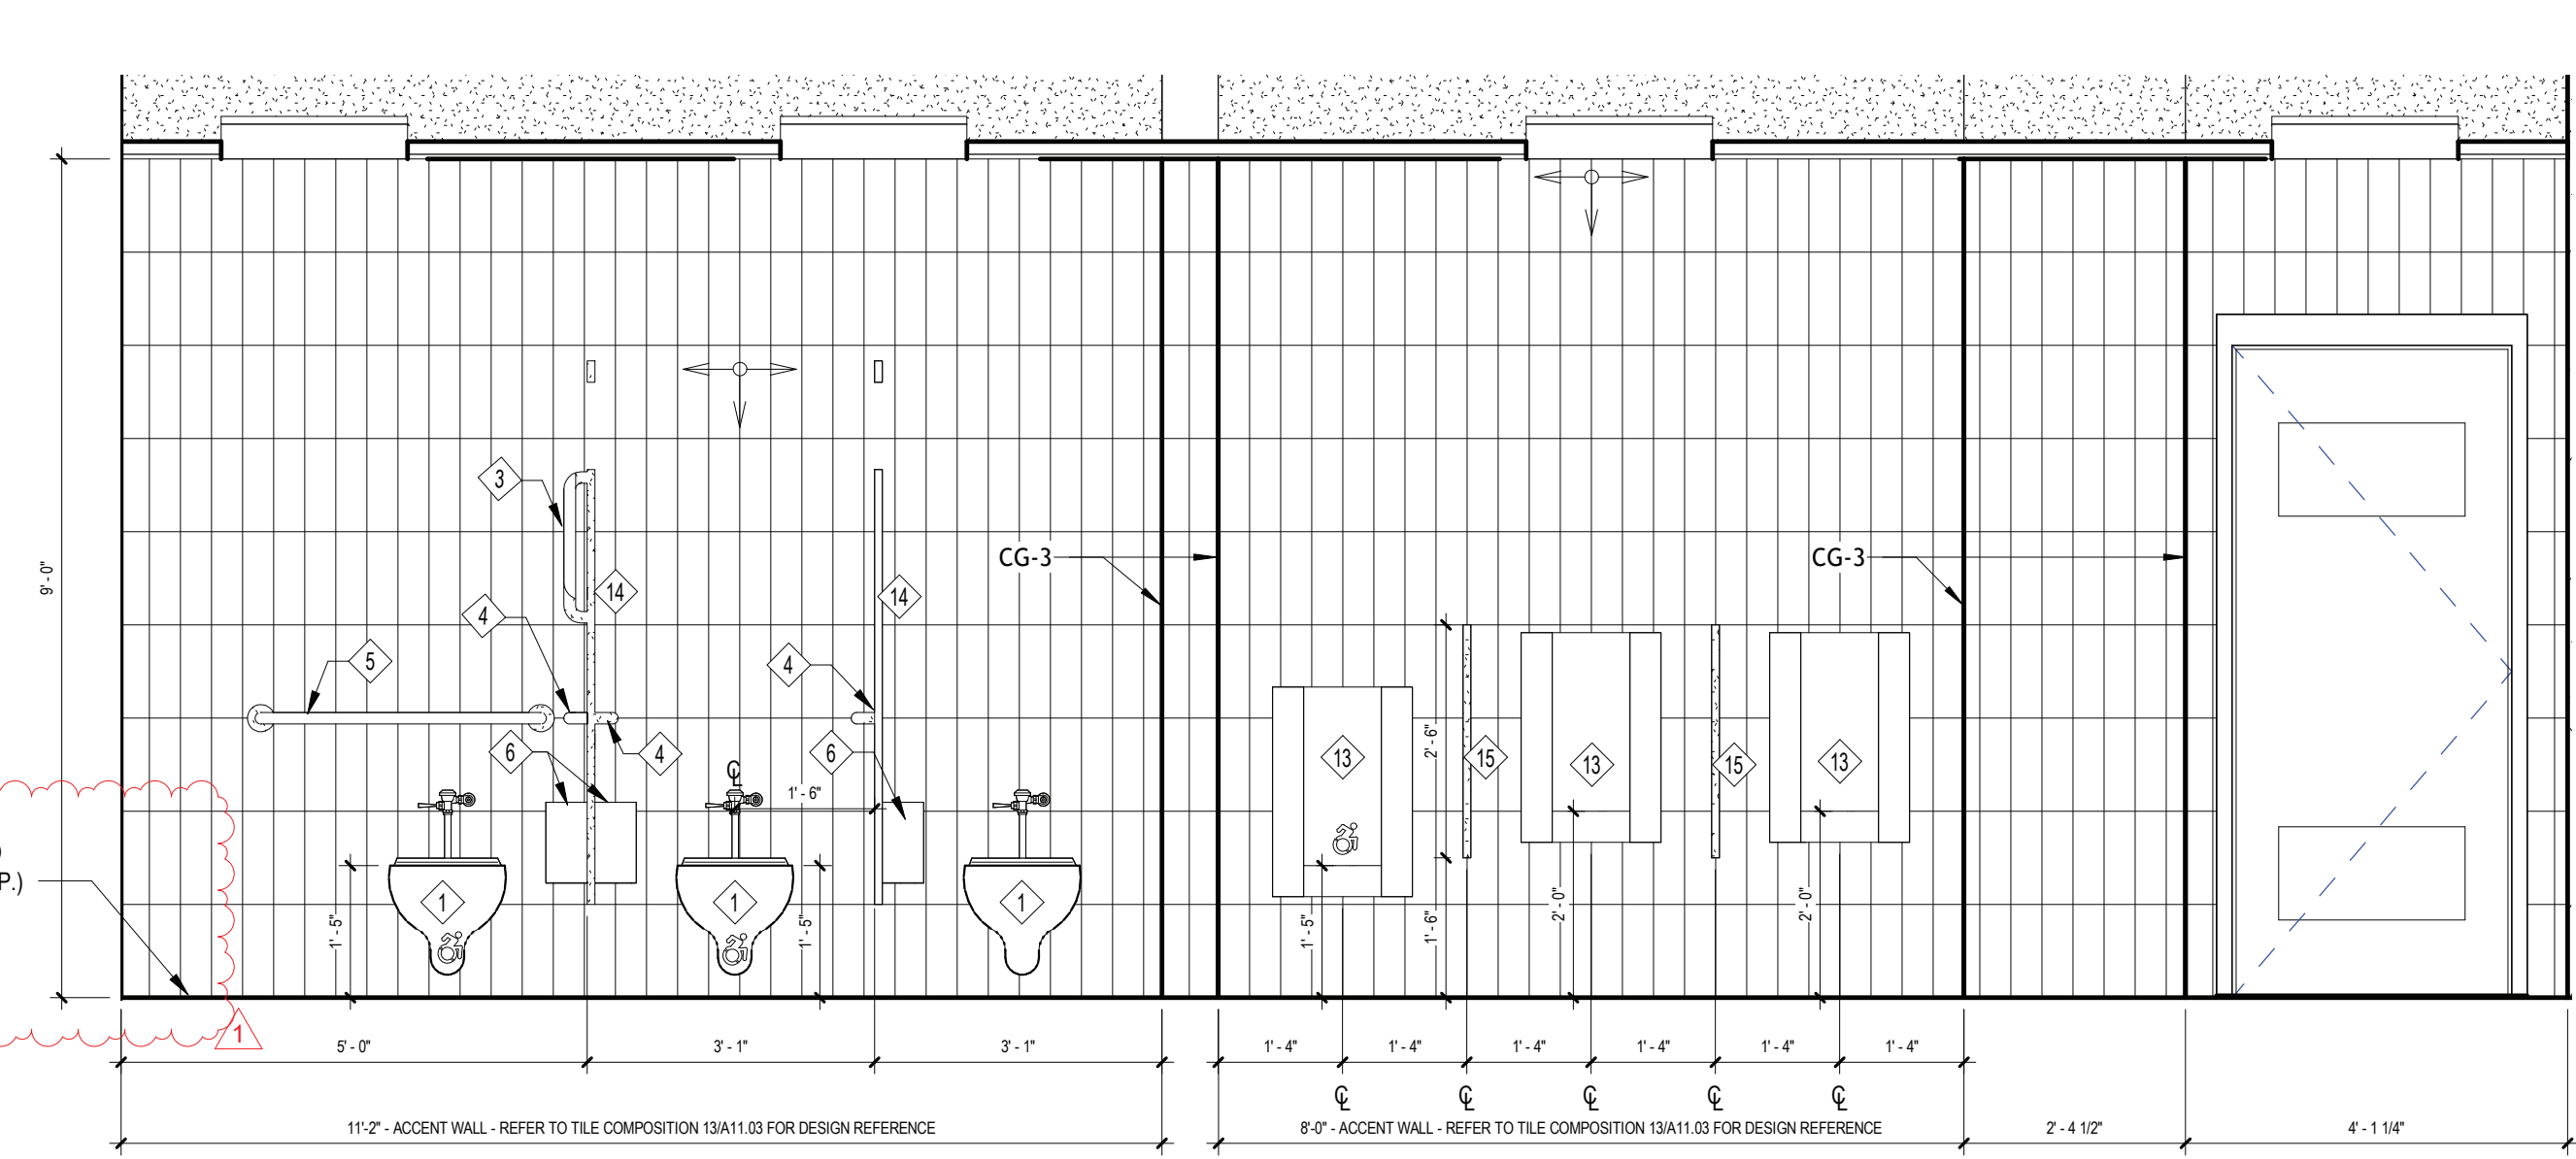 3
14
14
4
CG-3
CG-3
9' - 0"
5
4
4
6
6
2' - 6"
13
15
13
15
13
℄
1' - 6"
P.)
1
1
1
1' - 5"
1' - 5"
1' - 5"
1' - 6"
2' - 0"
2' - 0"
1
5' - 0"
3' - 1"
3' - 1"
1' - 4"
1' - 4"
1' - 4"
1' - 4"
1' - 4"
1' - 4"
℄
℄
℄
℄
℄
11'-2" - ACCENT WALL - REFER TO TILE COMPOSITION 13/A11.03 FOR DESIGN REFERENCE
8'-0" - ACCENT WALL - REFER TO TILE COMPOSITION 13/A11.03 FOR DESIGN REFERENCE
2' - 4 1/2"
4' - 1 1/4"